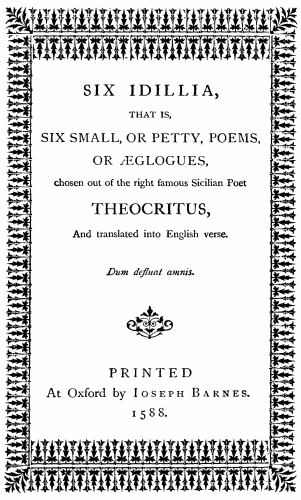 SIX IDILLIA,
THAT IS,
SIX SMALL, OR PETTY, POEMS,
OR ÆGLOGUES,
chosen out of the right famous Sicilian Poet
THEOCRITUS,
And translated into English verse.
Dum defluat amnis.
PRINTED
At Oxford by IOSEPH BARNES.
1588.